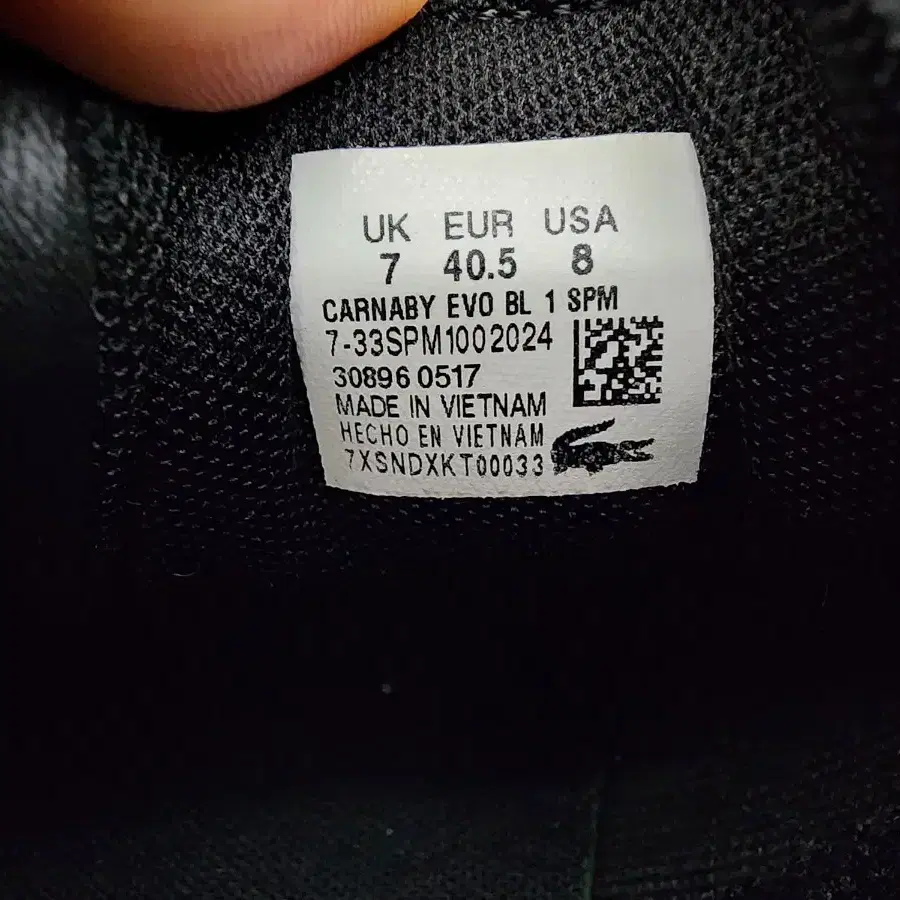 UK EUR USA
7 40.5 8
CARNABY EVO BL 1 SPM
7-33SPM1002024
30896 0517
MADE IN VIETNAM
HECHO EN VIETNAM
7XSNDXKT00033